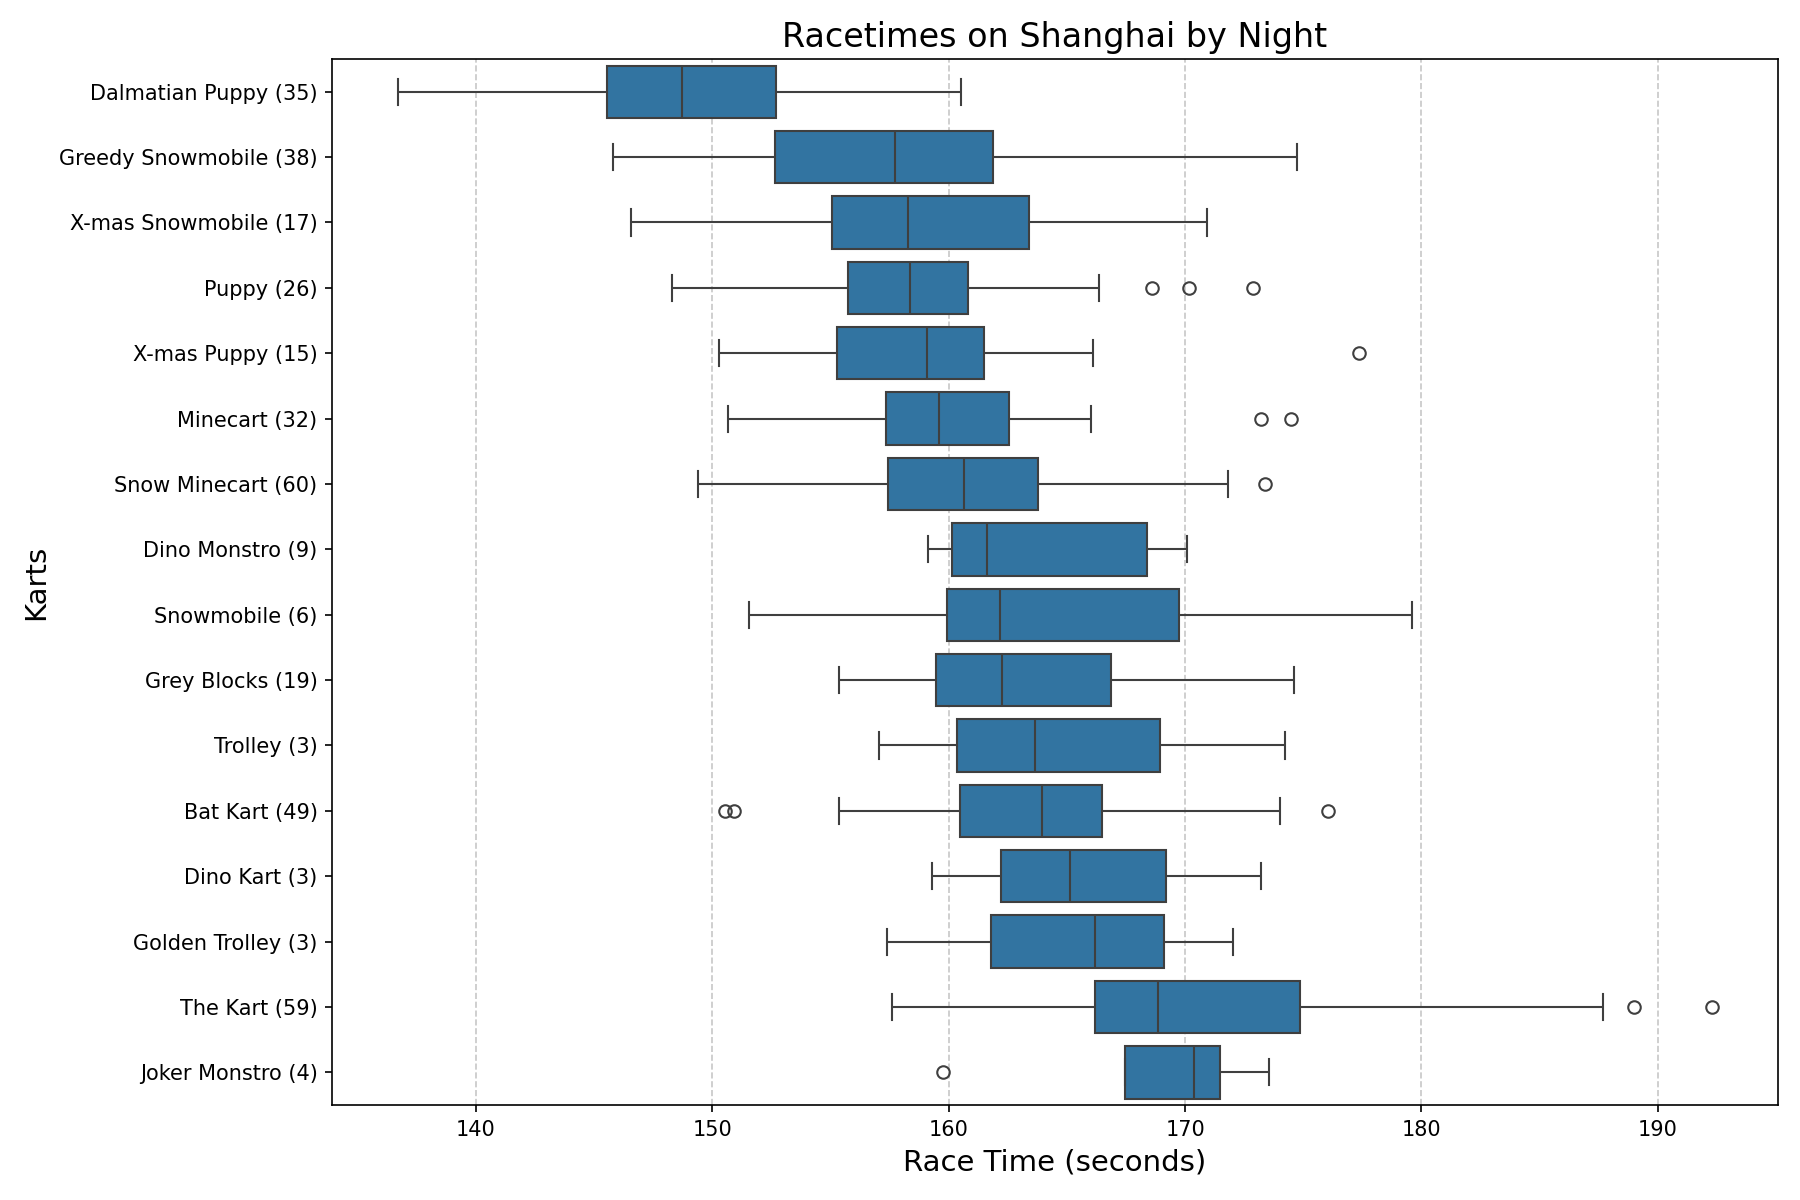 Racetimes on Shanghai by Night
Dalmatian Puppy (35)
Greedy Snowmobile (38)
X-mas Snowmobile (17)
Puppy (26)
X-mas Puppy (15)
Minecart (32)
Snow Minecart (60)
Dino Monstro (9)
Snowmobile (6)
Grey Blocks (19)
Trolley (3)
Bat Kart (49)
Dino Kart (3)
Golden Trolley (3)
The Kart (59)
Joker Monstro (4)
Karts
140 150 160 170 180 190
Race Time (seconds)